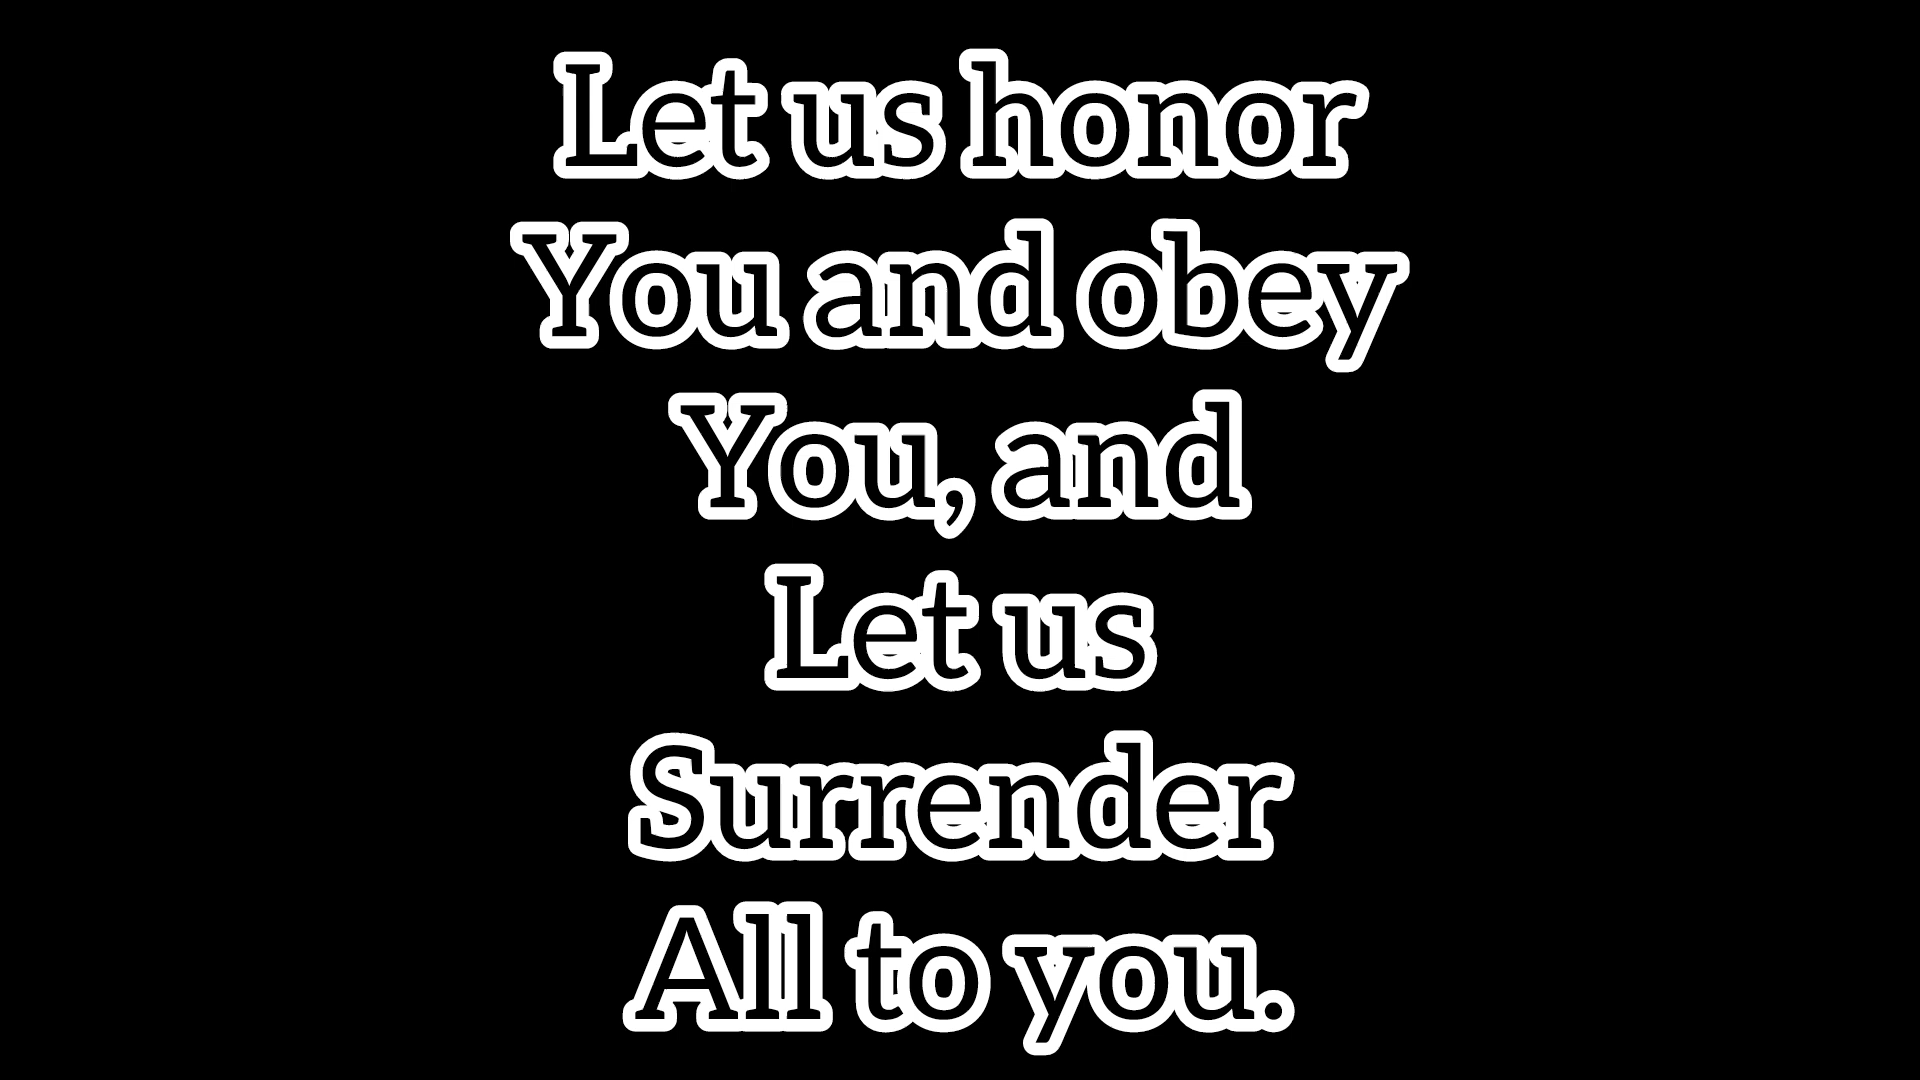 Let us honor
You and obey
You, and
Let us
Surrender
All to you.